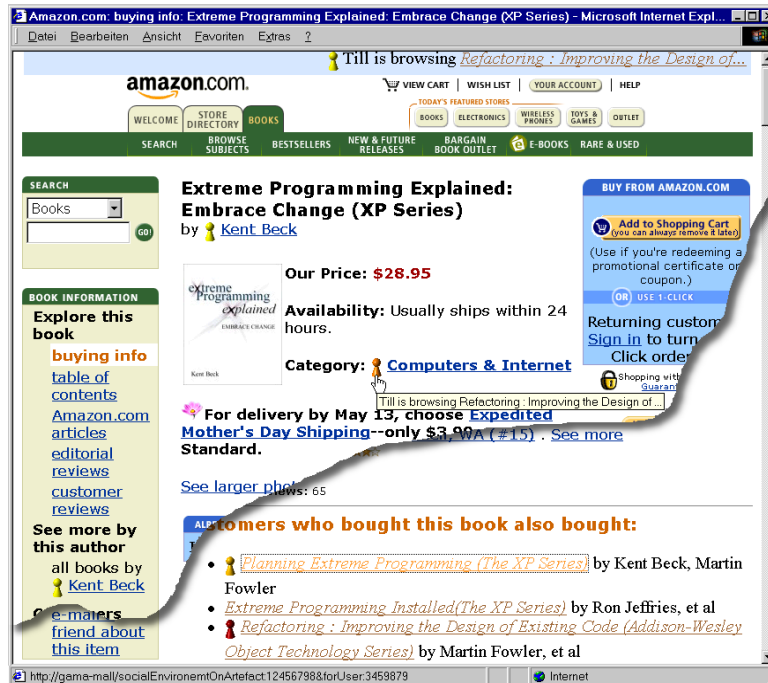 Amazon.com: buying info: Extreme Programming Explained: Embrace Change (XP Series) - Microsoft Internet Expl...
Datei Bearbeiten Ansicht Favoriten Extras ?
Till is browsing Refactoring : Improving the Design of...
amazon.com.
VIEW CART | WISH LIST | YOUR ACCOUNT | HELP
WELCOME
STORE DIRECTORY
BOOKS
TODAY'S FEATURED STORES
BOOKS
ELECTRONICS
WIRELESS PHONES
TOYS & GAMES
OUTLET
SEARCH
BROWSE SUBJECTS
BESTSELLERS
NEW & FUTURE RELEASES
BARGAIN BOOK OUTLET
E-BOOKS
RARE & USED
SEARCH
Books
GO!
BOOK INFORMATION
Explore this
book
buying info
table of
contents
Amazon.com
articles
editorial
reviews
customer
reviews
See more by
this author
all books by
Kent Beck
e-mailers
friend about
this item
Extreme Programming Explained:
Embrace Change (XP Series)
by Kent Beck
extreme
Programming
explained
EMBRACE CHANGE
Kent Beck
Our Price: $28.95
Availability: Usually ships within 24
hours.
Category: Computers & Internet
Till is browsing Refactoring : Improving the Design of ...
For delivery by May 13, choose Expedited
Mother's Day Shipping--only $3.99
WA (#15) . See more
Standard.
See larger pho
iews: 65
BUY FROM AMAZON.COM
Add to Shopping Cart
(you can always remove it later)
(Use if you're redeeming a
promotional certificate or
coupon.)
OR USE 1-CLICK
Returning custom
Sign in to turn
Click order
Shopping with
Guaran
ALS
stomers who bought this book also bought:
Planning Extreme Programming (The XP Series) by Kent Beck, Martin
Fowler
Extreme Programming Installed(The XP Series) by Ron Jeffries, et al
Refactoring : Improving the Design of Existing Code (Addison-Wesley
Object Technology Series) by Martin Fowler, et al
http://gama-mall/socialEnvironemtOnArtefact:12456798&forUser:3459879
Internet